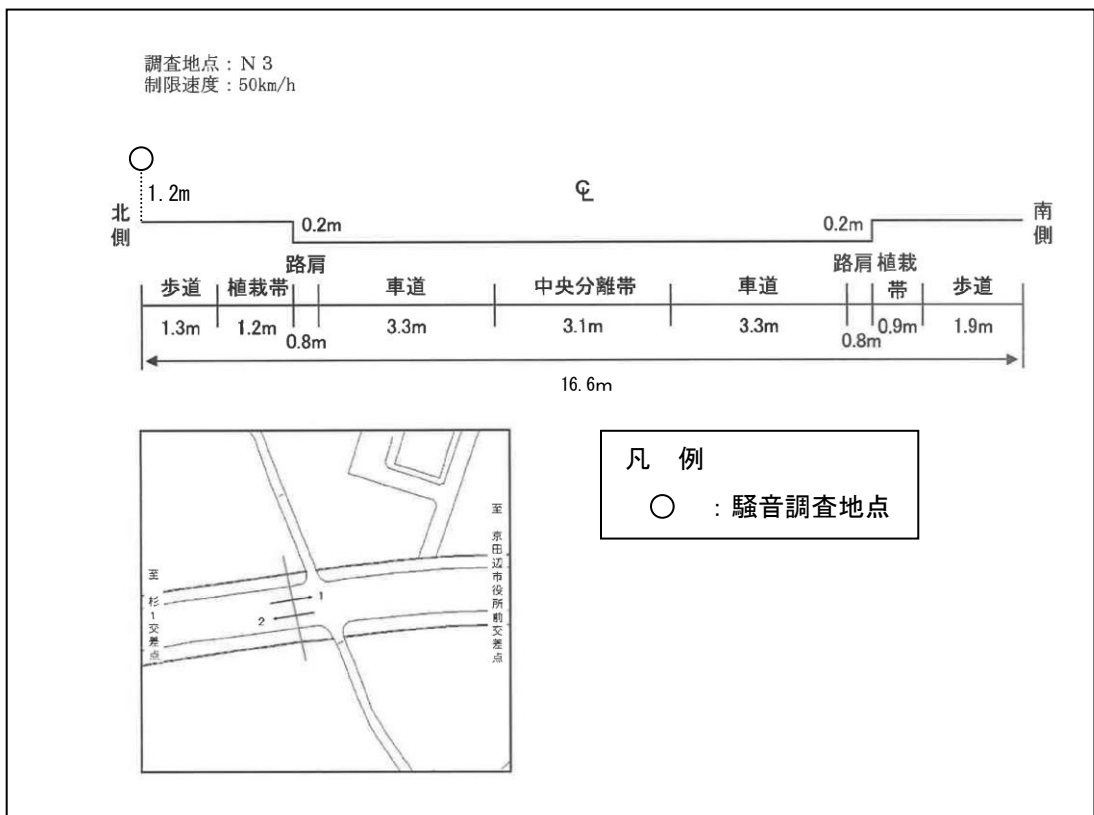 調査地点：Ｎ３
制限速度：50km/h
1.2m
北側
0.2m
℄
0.2m
南側
路肩
路肩
植栽帯
歩道
植栽帯
車道
中央分離帯
車道
歩道
1.3m
1.2m
0.8m
3.3m
3.1m
3.3m
0.8m
0.9m
1.9m
16.6m
凡　例
○　：騒音調査地点
至　杉１交差点
1
2
至　京田辺市役所前交差点